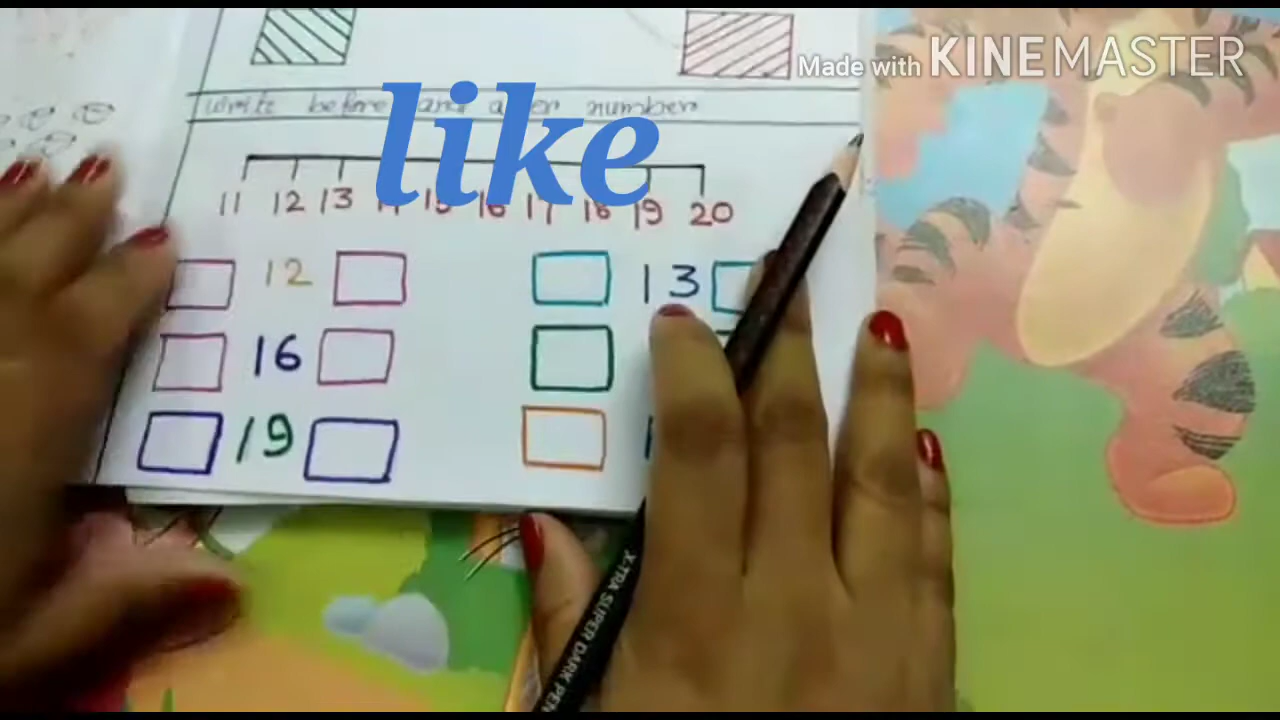 Made with KINEMASTER
write before and after number
like
11 12 13 14 15 16 17 18 19 20
12 13
16
19
X-TRA SUPER DARK PEN